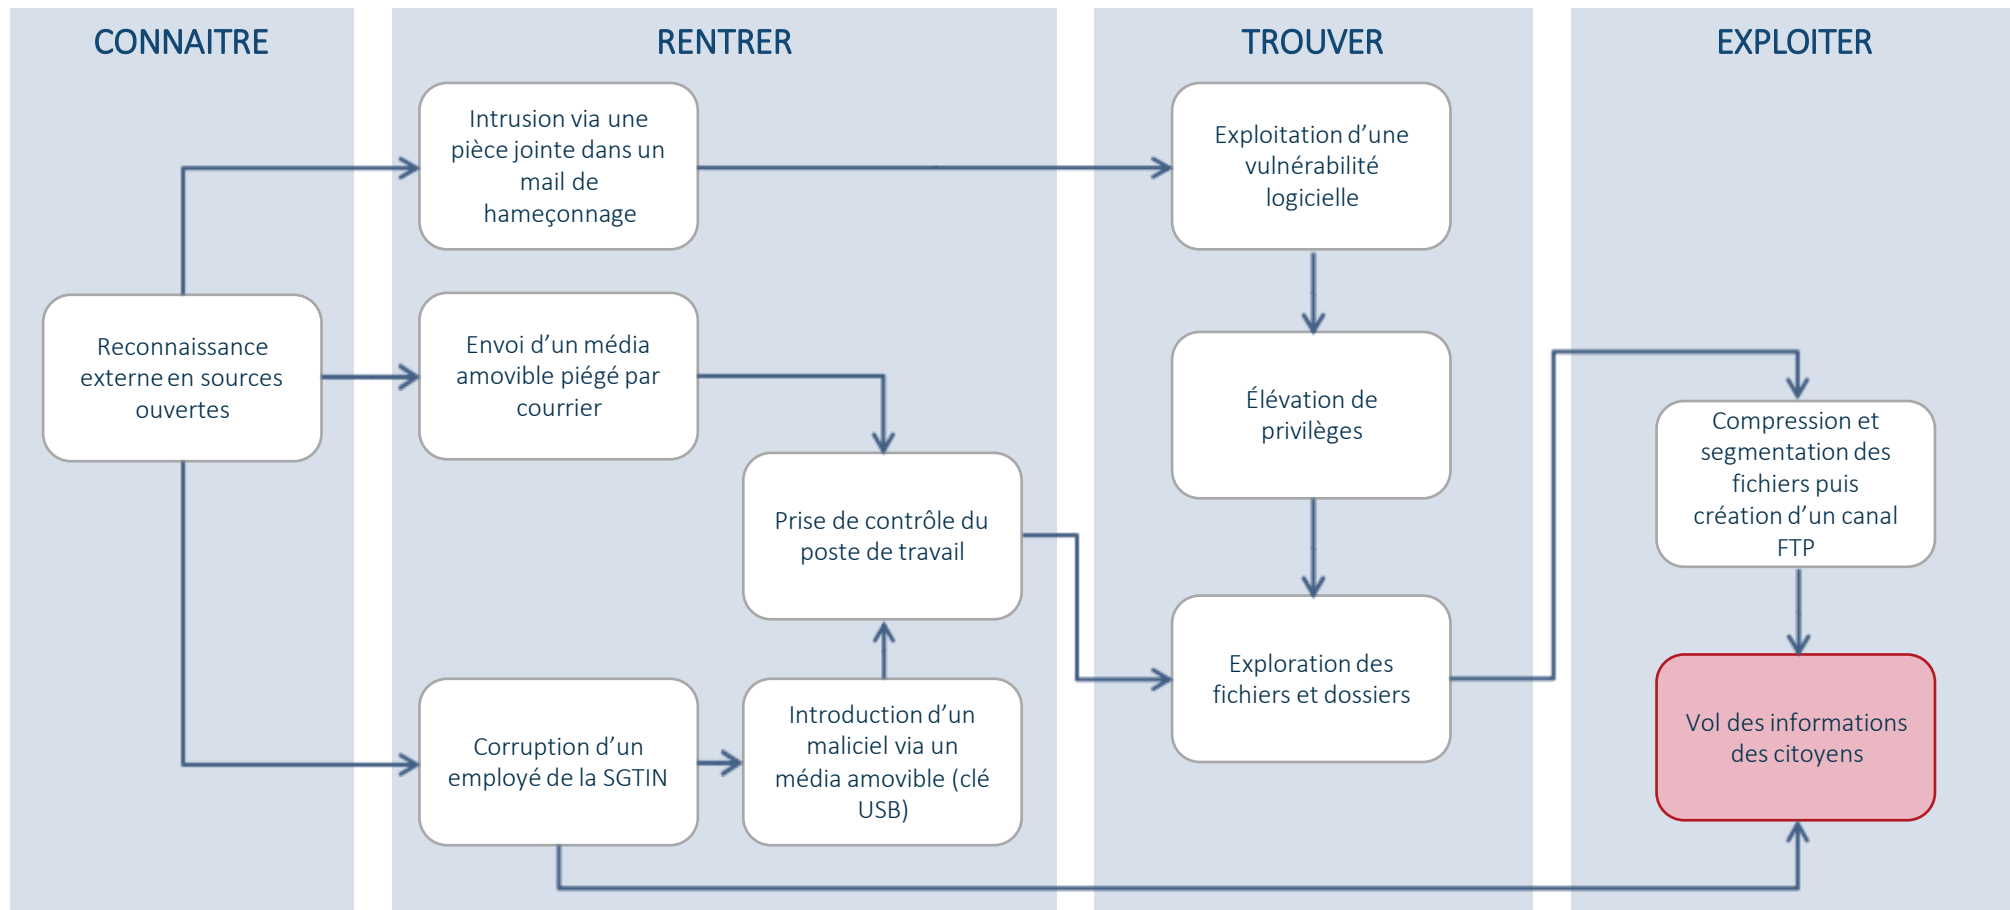 CONNAITRE
RENTRER
TROUVER
EXPLOITER
Reconnaissance
externe en sources
ouvertes
Intrusion via une
pièce jointe dans un
mail de
hameçonnage
Envoi d’un média
amovible piégé par
courrier
Prise de contrôle du
poste de travail
Corruption d’un
employé de la SGTIN
Introduction d’un
maliciel via un
média amovible (clé
USB)
Exploitation d’une
vulnérabilité
logicielle
Élévation de
privilèges
Exploration des
fichiers et dossiers
Compression et
segmentation des
fichiers puis
création d’un canal
FTP
Vol des informations
des citoyens